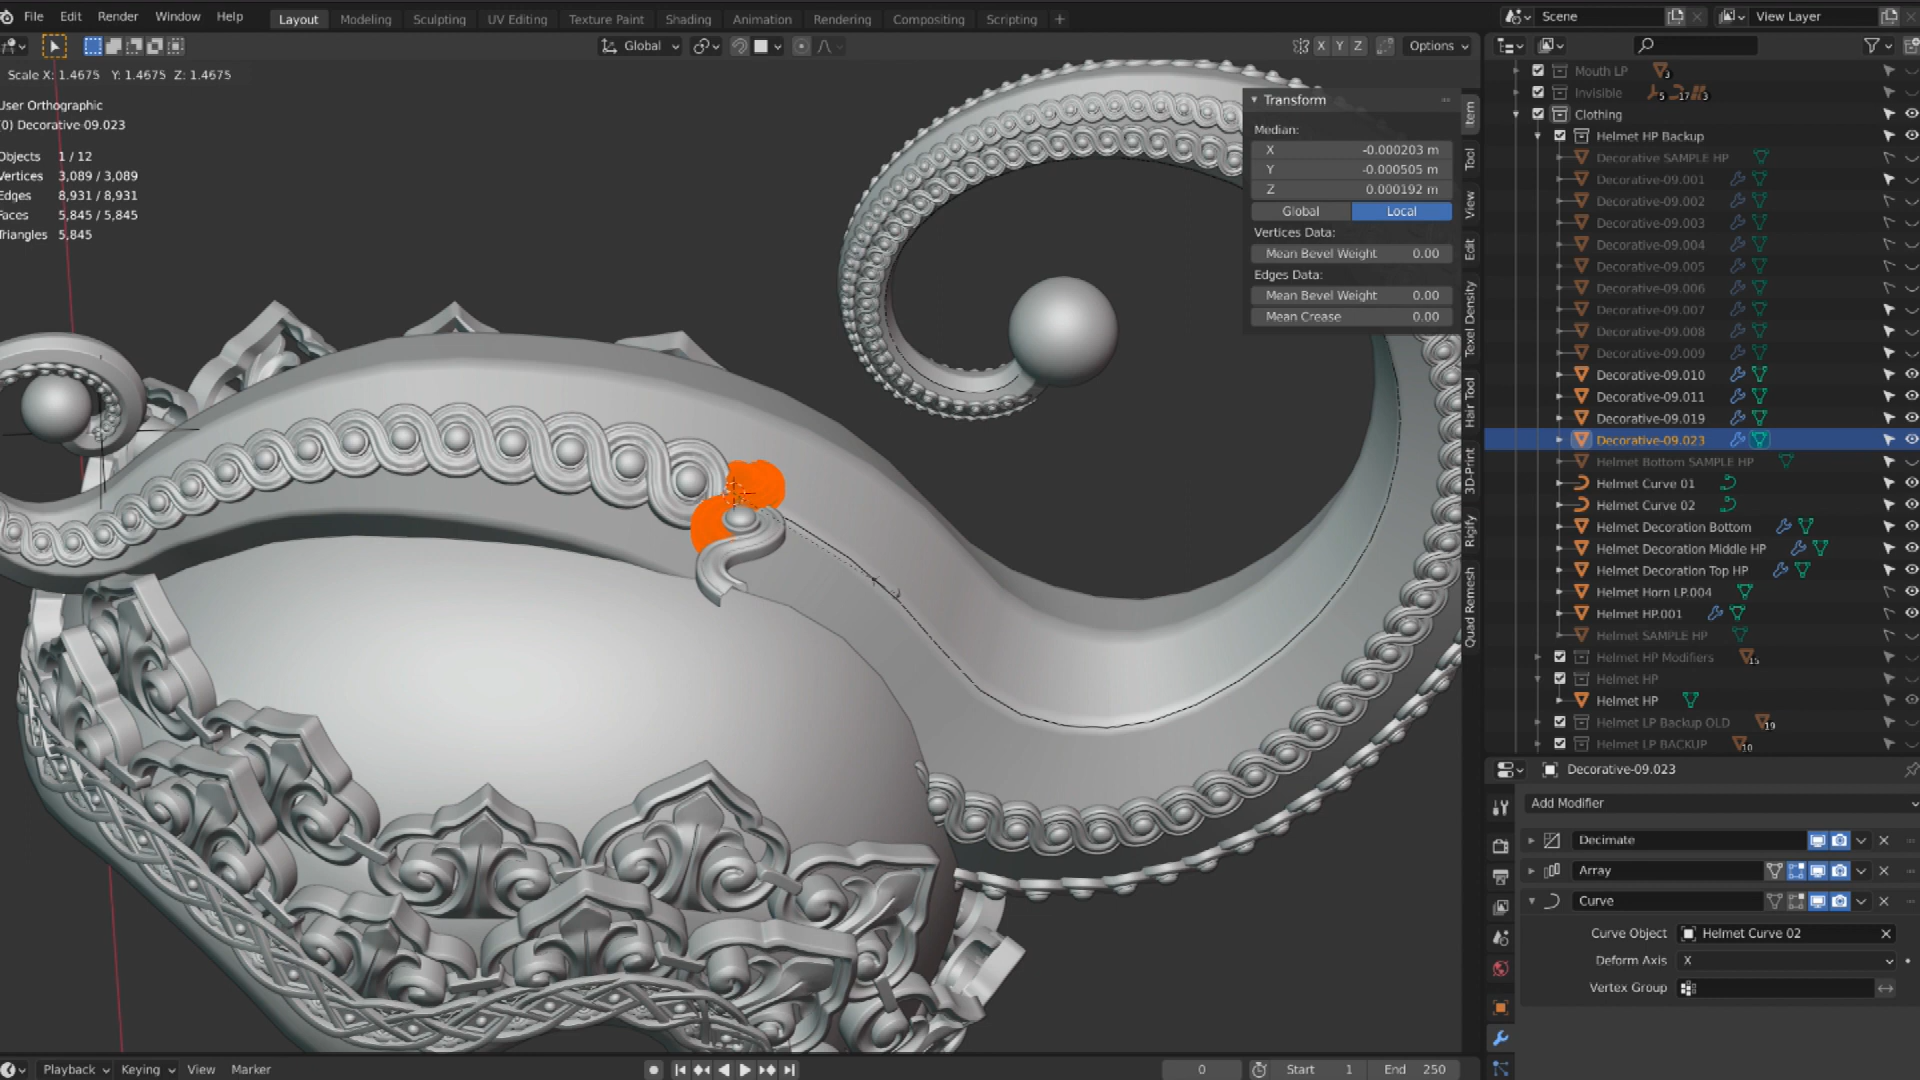 File Edit Render Window Help Layout Modeling Sculpting UV Editing Texture Paint Shading Animation Rendering Compositing Scripting + Scene View Layer
Global X Y Z Options
Scale X: 1.4675 Y: 1.4675 Z: 1.4675
User Orthographic
(0) Decorative-09.023
Objects 1 / 12
Vertices 3,089 / 3,089
Edges 8,931 / 8,931
Faces 5,845 / 5,845
Triangles 5,845
Transform
Median:
X -0.000203 m
Y -0.000505 m
Z 0.000192 m
Global Local
Vertices Data:
Mean Bevel Weight 0.00
Edges Data:
Mean Bevel Weight 0.00
Mean Crease 0.00
Item
Tool
View
Edit
Texel Density
Hair Tool
3D-Print
Rigify
Quad Remesh
Mouth LP 3
Invisible 5 17 3
Clothing
Helmet HP Backup
Decorative SAMPLE HP
Decorative-09.001
Decorative-09.002
Decorative-09.003
Decorative-09.004
Decorative-09.005
Decorative-09.006
Decorative-09.007
Decorative-09.008
Decorative-09.009
Decorative-09.010
Decorative-09.011
Decorative-09.019
Decorative-09.023
Helmet Bottom SAMPLE HP
Helmet Curve 01
Helmet Curve 02
Helmet Decoration Bottom
Helmet Decoration Middle HP
Helmet Decoration Top HP
Helmet Horn LP.004
Helmet HP.001
Helmet SAMPLE HP
Helmet HP Modifiers 15
Helmet HP
Helmet HP
Helmet LP Backup OLD 19
Helmet LP BACKUP 10
Decorative-09.023
Add Modifier
Decimate
Array
Curve
Curve Object Helmet Curve 02
Deform Axis X
Vertex Group
Playback Keying View Marker 0 Start 1 End 250